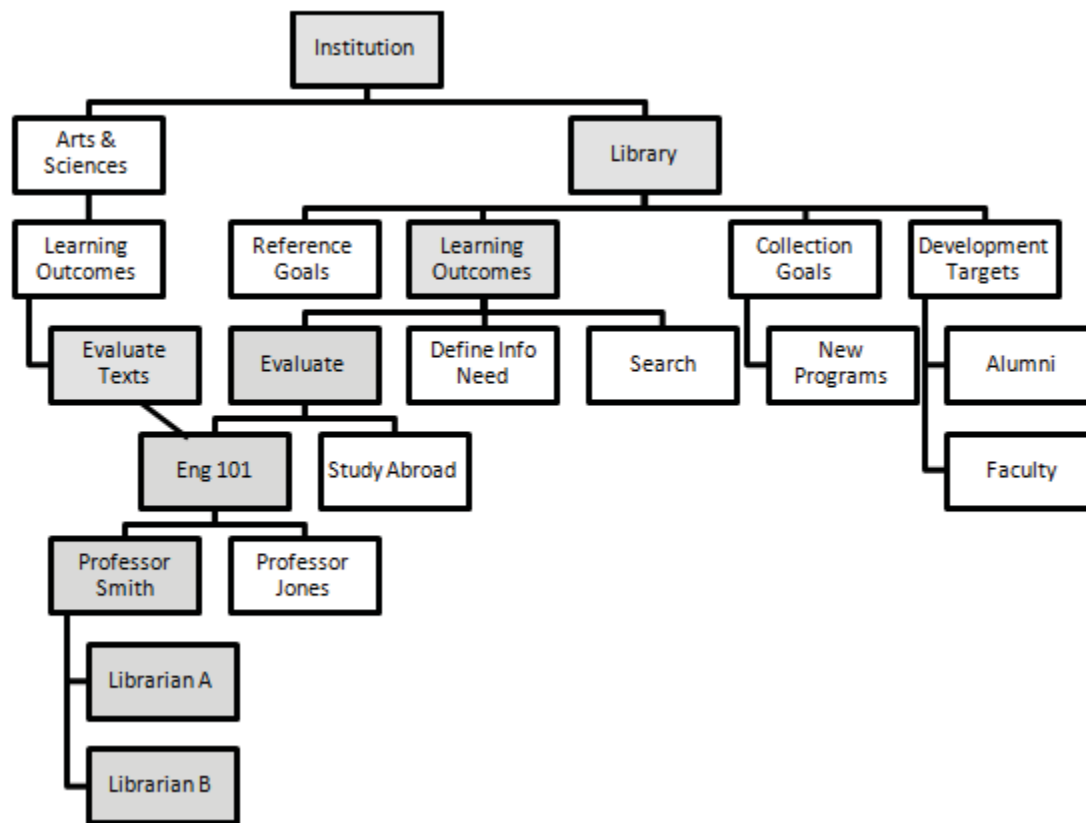 Institution
Arts &
Sciences
Library
Learning
Outcomes
Reference
Goals
Learning
Outcomes
Collection
Goals
Development
Targets
Evaluate
Texts
Evaluate
Define Info
Need
Search
New
Programs
Alumni
Eng 101
Study Abroad
Faculty
Professor
Smith
Professor
Jones
Librarian A
Librarian B